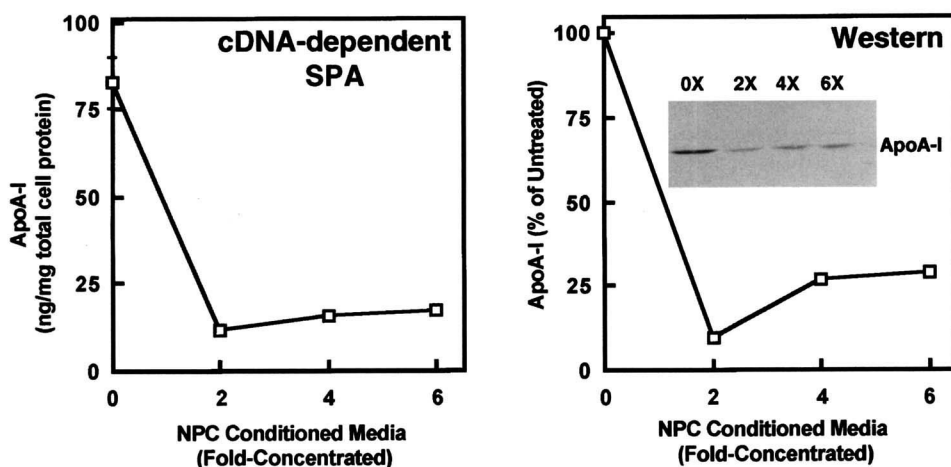 cDNA-dependent
SPA
ApoA-I
(ng/mg total cell protein)
100
75
50
25
0
0 2 4 6
NPC Conditioned Media
(Fold-Concentrated)
Western
0X 2X 4X 6X
ApoA-I
ApoA-I (% of Untreated)
100
75
50
25
0
0 2 4 6
NPC Conditioned Media
(Fold-Concentrated)